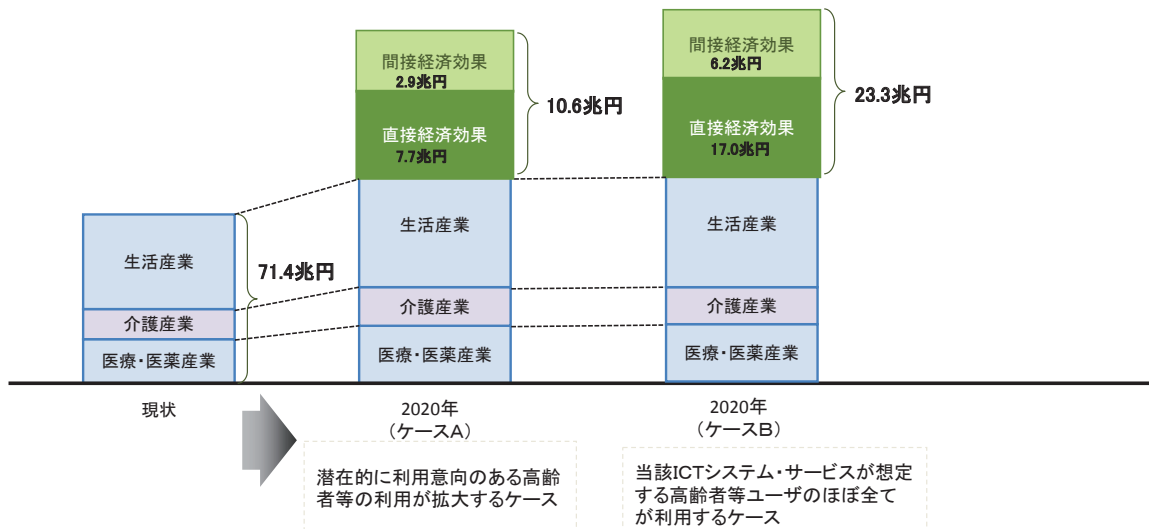 間接経済効果
2.9兆円
直接経済効果
7.7兆円
10.6兆円
間接経済効果
6.2兆円
直接経済効果
17.0兆円
23.3兆円
生活産業
介護産業
医療・医薬産業
71.4兆円
生活産業
介護産業
医療・医薬産業
生活産業
介護産業
医療・医薬産業
現状
2020年
（ケースA）
2020年
（ケースB）
潜在的に利用意向のある高齢
者等の利用が拡大するケース
当該ICTシステム・サービスが想定
する高齢者等ユーザのほぼ全て
が利用するケース